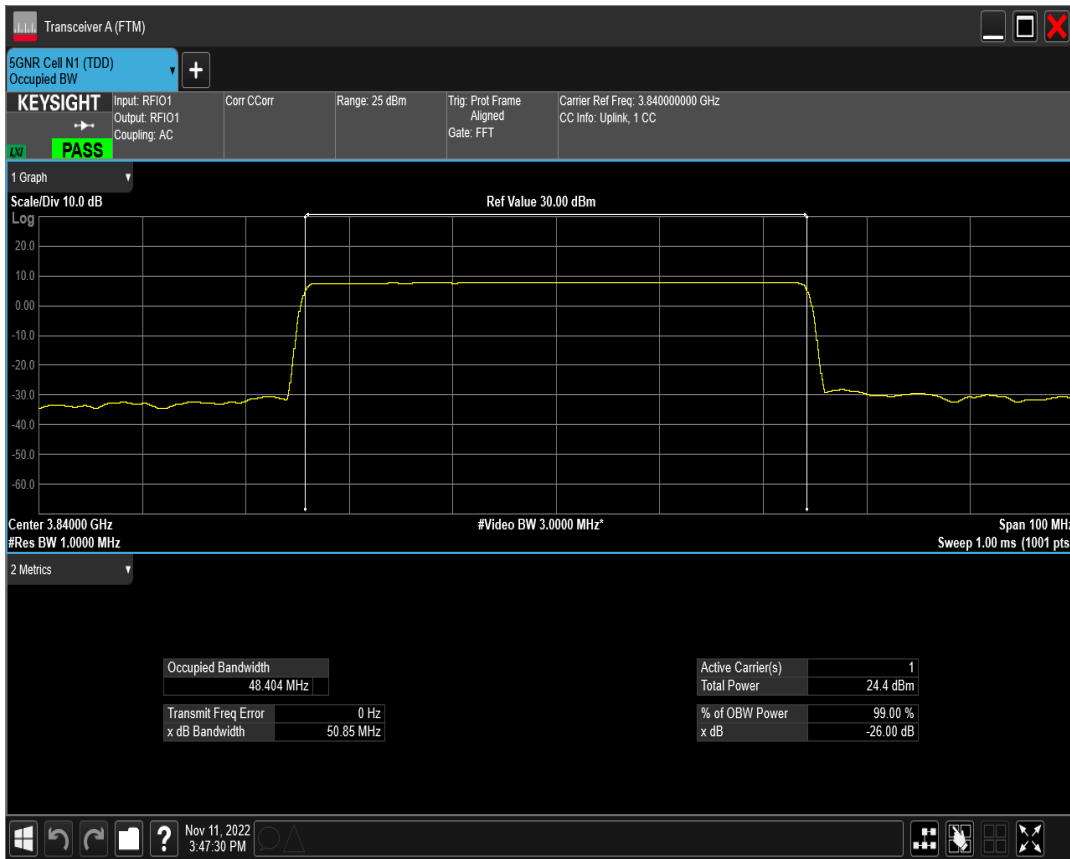 Transceiver A (FTM)
5GNR Cell N1 (TDD)
Occupied BW
+
KEYSIGHT
LXI
PASS
Input: RFIO1
Output: RFIO1
Coupling: AC
Corr CCorr
Range: 25 dBm
Trig: Prot Frame
Aligned
Gate: FFT
Carrier Ref Freq: 3.840000000 GHz
CC Info: Uplink, 1 CC
1 Graph
Scale/Div 10.0 dB
Ref Value 30.00 dBm
Log
20.0
10.0
0.00
-10.0
-20.0
-30.0
-40.0
-50.0
-60.0
Center 3.84000 GHz
#Video BW 3.0000 MHz*
Span 100 MHz
#Res BW 1.0000 MHz
Sweep 1.00 ms (1001 pts
2 Metrics
Occupied Bandwidth
48.404 MHz
Transmit Freq Error 0 Hz
x dB Bandwidth 50.85 MHz
Active Carrier(s) 1
Total Power 24.4 dBm
% of OBW Power 99.00 %
x dB -26.00 dB
?
Nov 11, 2022
3:47:30 PM